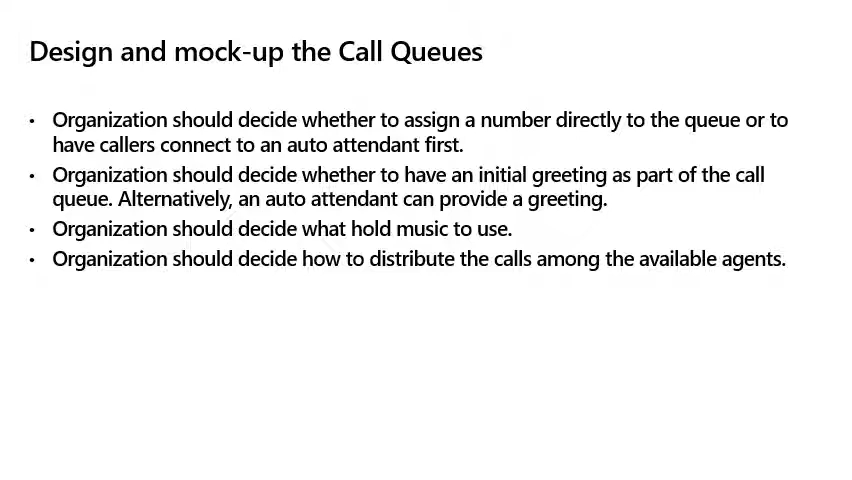 Design and mock-up the Call Queues
• Organization should decide whether to assign a number directly to the queue or to
have callers connect to an auto attendant first.
• Organization should decide whether to have an initial greeting as part of the call
queue. Alternatively, an auto attendant can provide a greeting.
• Organization should decide what hold music to use.
• Organization should decide how to distribute the calls among the available agents.